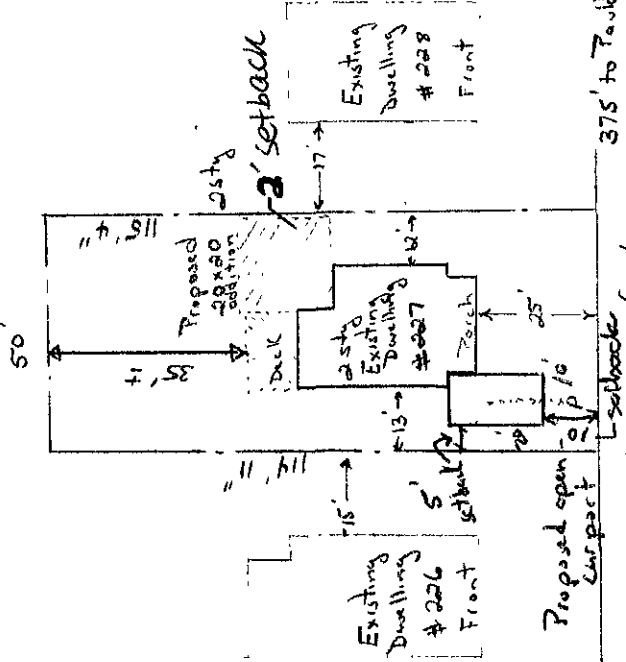 50'
115', 4"
35' +
Proposed
20x20
addition
2 sty
2' setback
17'
Existing
Dwelling
# 228
Front
Deck
2 sty
Existing
Dwelling
# 227
12'
13'
Porch
25'
114', 11"
15'
5'
setback
10'
10'
setback
Existing
Dwelling
# 226
Front
Proposed open
carport
375' to